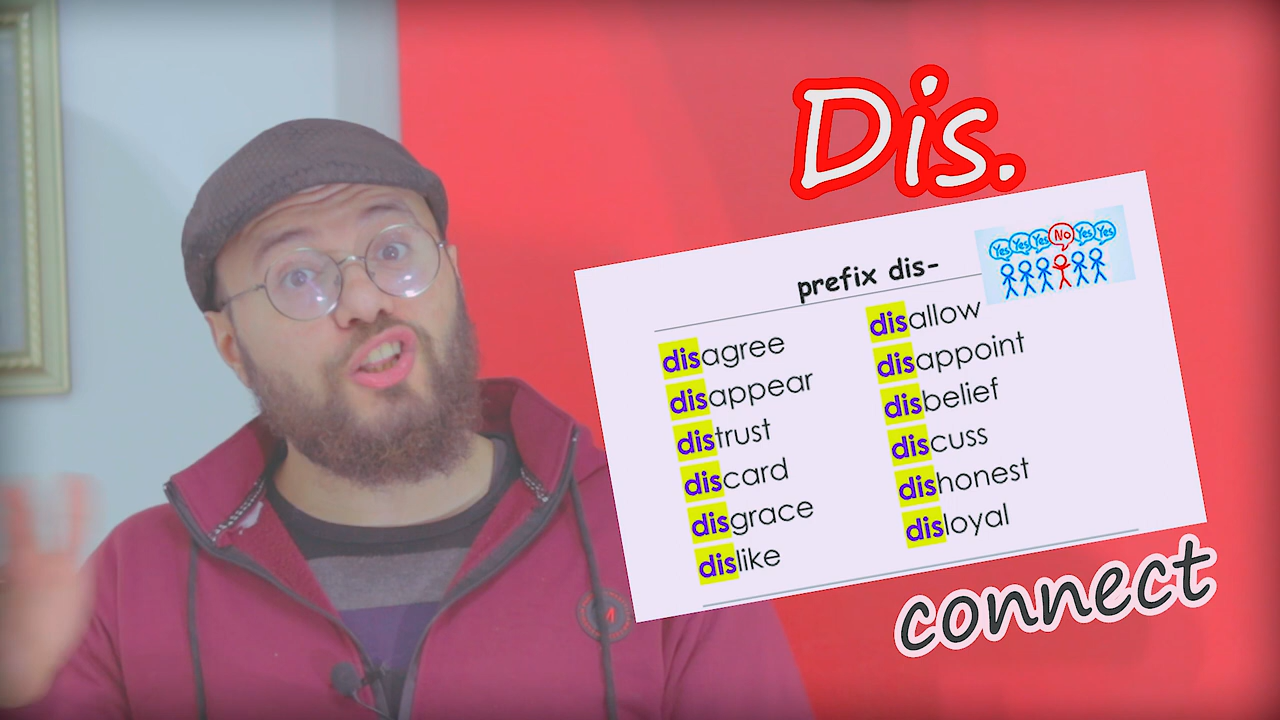 Dis.
prefix dis-
Yes Yes Yes No Yes Yes
disagree
disappear
distrust
discard
disgrace
dislike
disallow
disappoint
disbelief
discuss
dishonest
disloyal
connect